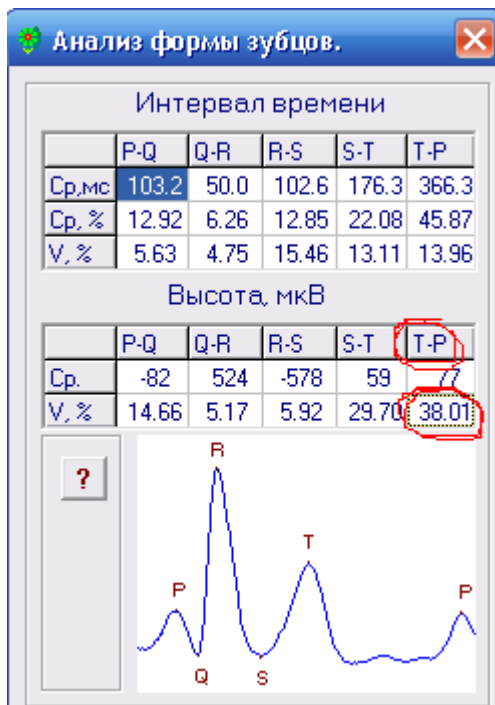 Анализ формы зубцов.
Интервал времени
P-Q Q-R R-S S-T T-P
Ср,мс 103.2 50.0 102.6 176.3 366.3
Ср, % 12.92 6.26 12.85 22.08 45.87
V, % 5.63 4.75 15.46 13.11 13.96
Высота, мкВ
P-Q Q-R R-S S-T T-P
Ср. -82 524 -578 59 77
V, % 14.66 5.17 5.92 29.70 38.01
?
R
T
P
P
Q
S